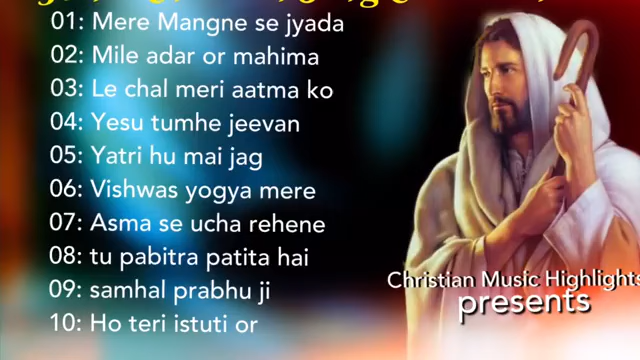 01: Mere Mangne se jyada
02: Mile adar or mahima
03: Le chal meri aatma ko
04: Yesu tumhe jeevan
05: Yatri hu mai jag
06: Vishwas yogya mere
07: Asma se ucha rehene
08: tu pabitra patita hai
09: samhal prabhu ji
10: Ho teri istuti or
Christian Music Highlights
presents